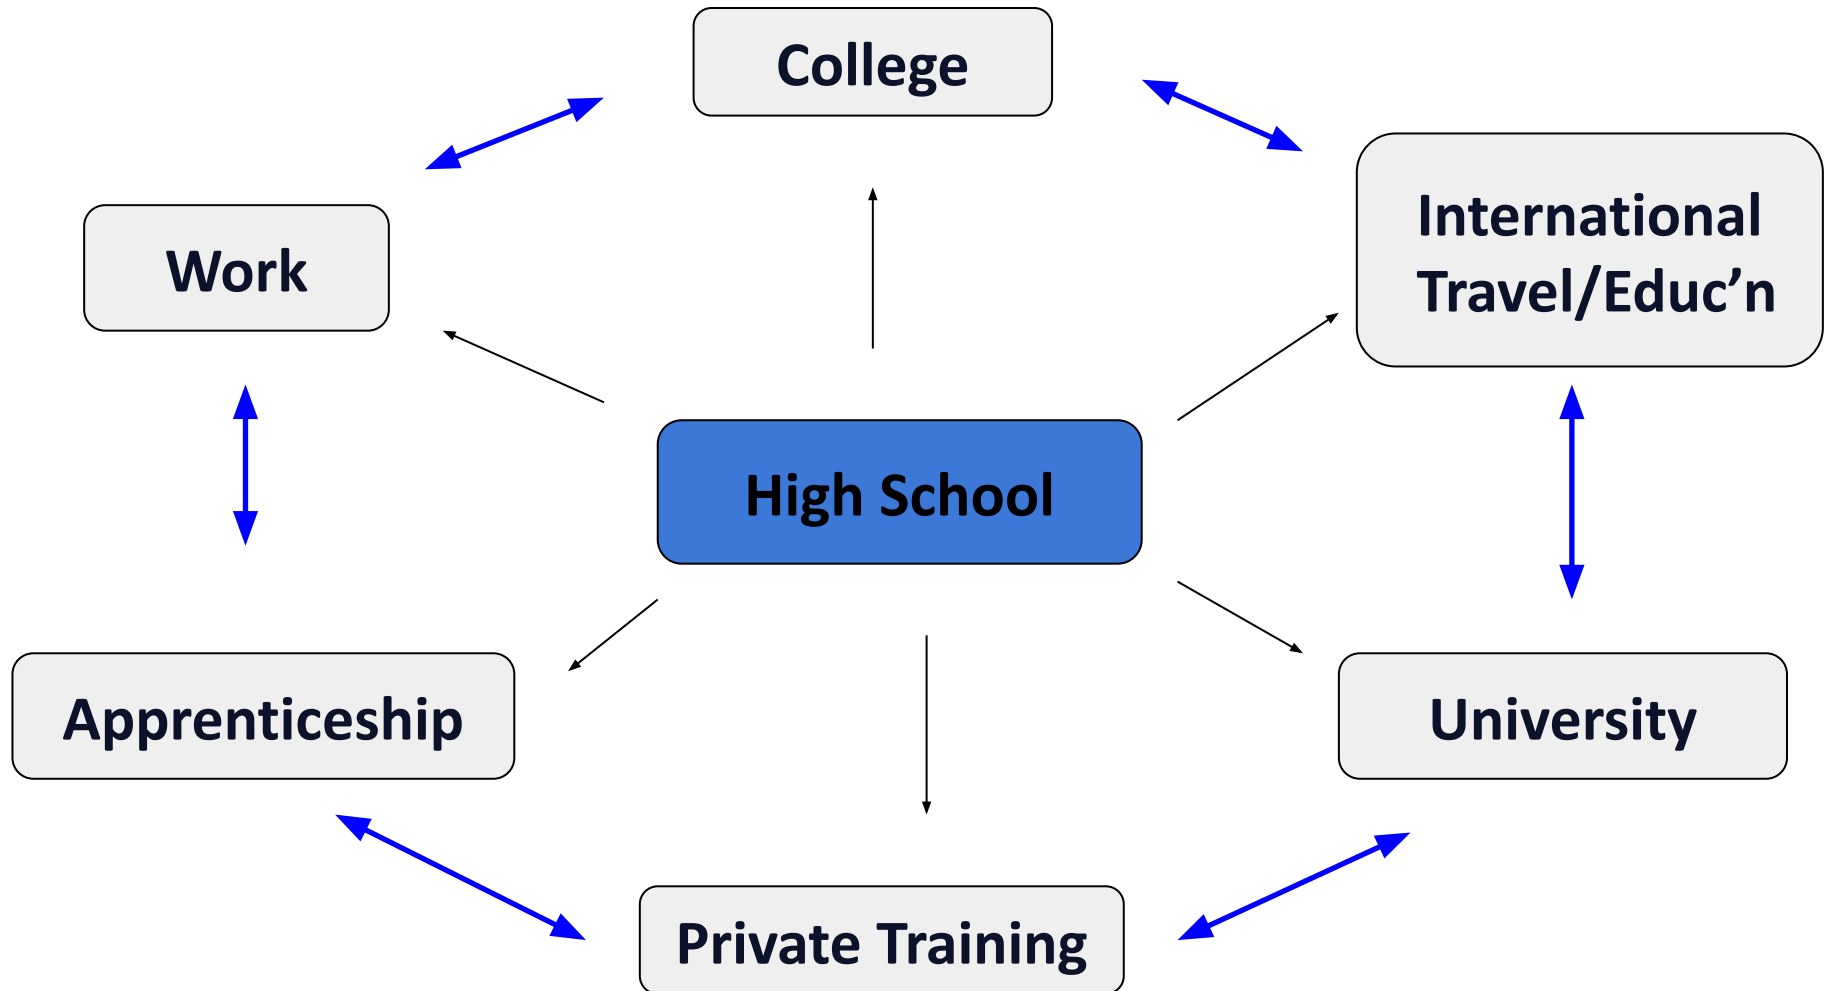 College
International
Travel/Educ’n
Work
High School
Apprenticeship
University
Private Training